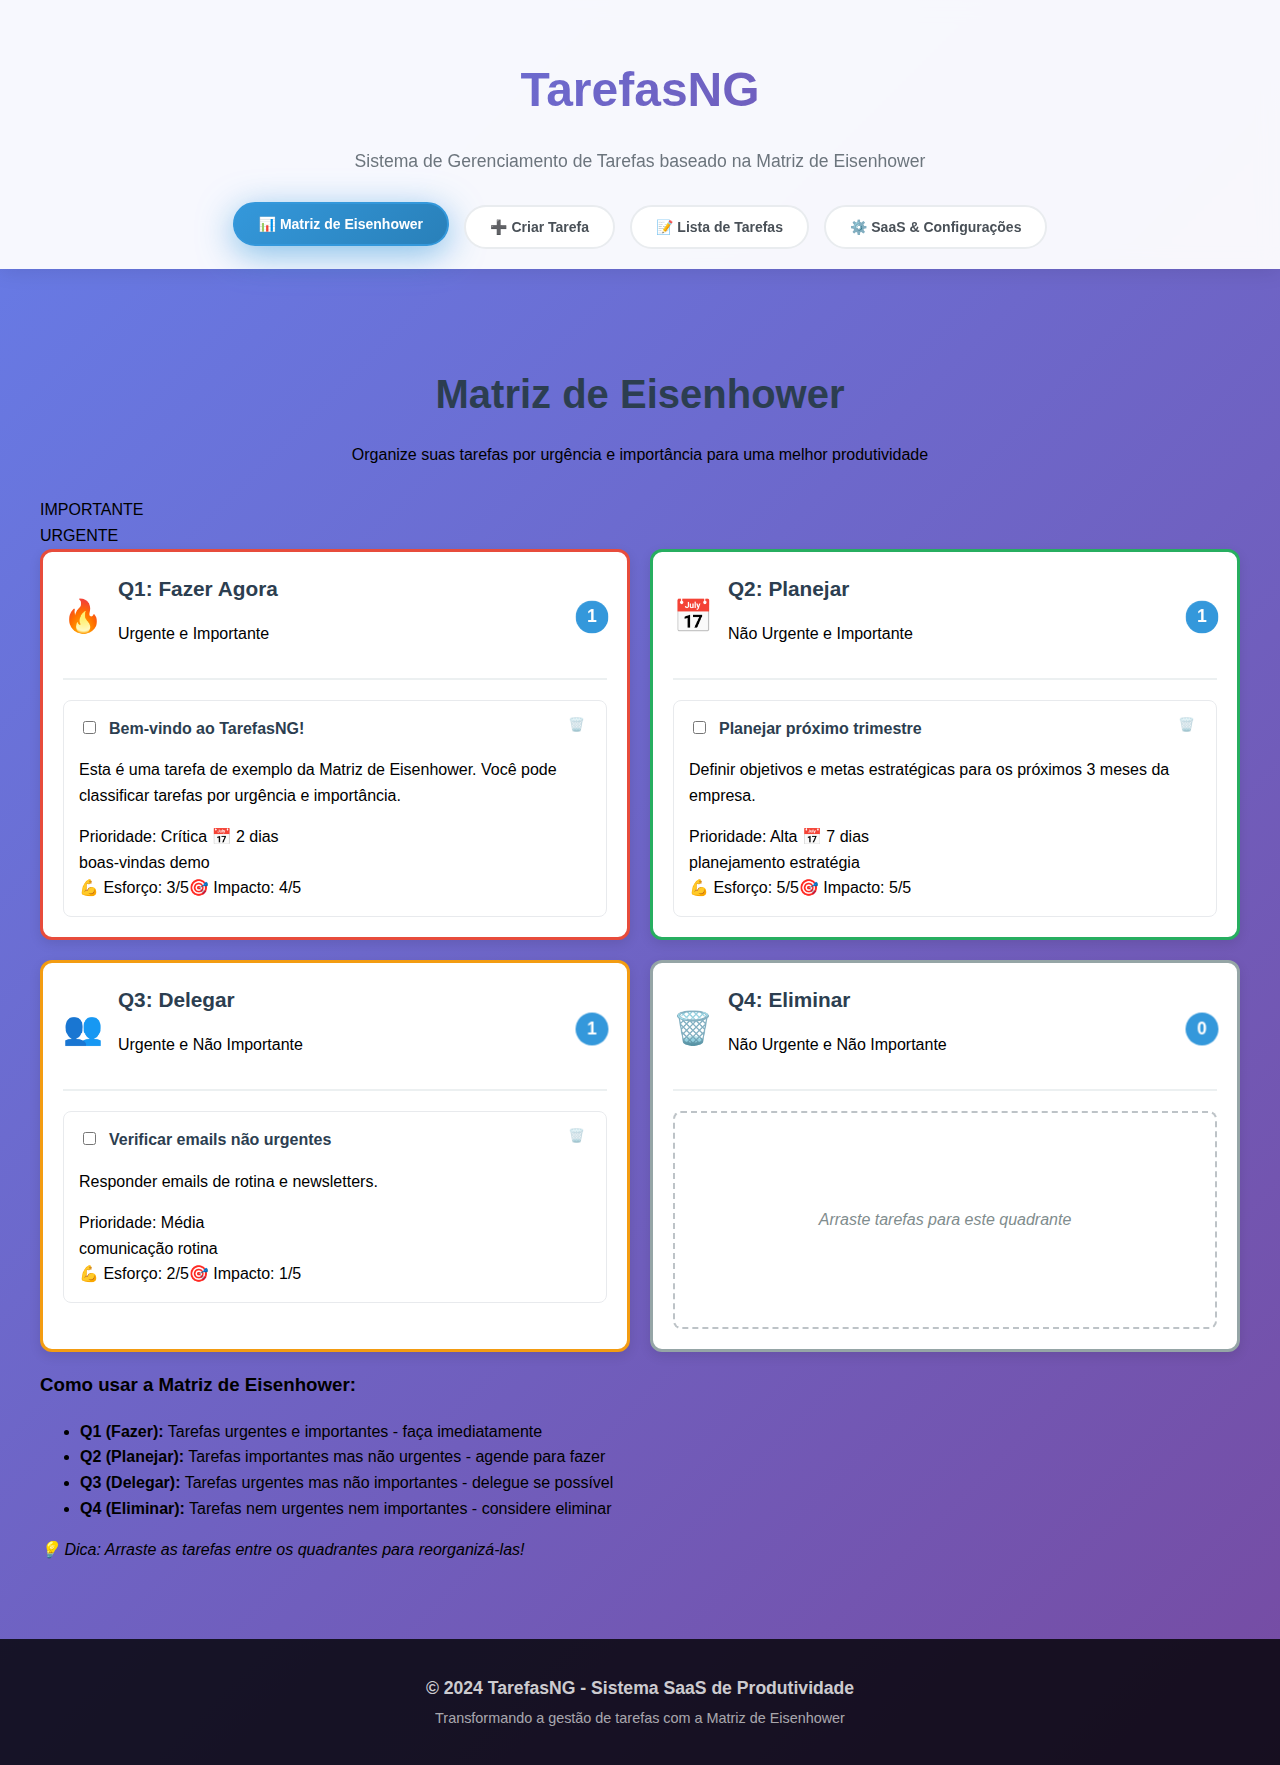 TarefasNG
Sistema de Gerenciamento de Tarefas baseado na Matriz de Eisenhower
📊 Matriz de Eisenhower
➕ Criar Tarefa
📝 Lista de Tarefas
⚙️ SaaS & Configurações
Matriz de Eisenhower
Organize suas tarefas por urgência e importância para uma melhor produtividade
IMPORTANTE
URGENTE
🔥
Q1: Fazer Agora
Urgente e Importante
1
Bem-vindo ao TarefasNG!
🗑️
Esta é uma tarefa de exemplo da Matriz de Eisenhower. Você pode
classificar tarefas por urgência e importância.
Prioridade: Crítica 📅 2 dias
boas-vindas demo
💪 Esforço: 3/5🎯 Impacto: 4/5
📅
Q2: Planejar
Não Urgente e Importante
1
Planejar próximo trimestre
🗑️
Definir objetivos e metas estratégicas para os próximos 3 meses da
empresa.
Prioridade: Alta 📅 7 dias
planejamento estratégia
💪 Esforço: 5/5🎯 Impacto: 5/5
👥
Q3: Delegar
Urgente e Não Importante
1
Verificar emails não urgentes
🗑️
Responder emails de rotina e newsletters.
Prioridade: Média
comunicação rotina
💪 Esforço: 2/5🎯 Impacto: 1/5
🗑️
Q4: Eliminar
Não Urgente e Não Importante
0
Arraste tarefas para este quadrante
Como usar a Matriz de Eisenhower:
• Q1 (Fazer): Tarefas urgentes e importantes - faça imediatamente
• Q2 (Planejar): Tarefas importantes mas não urgentes - agende para fazer
• Q3 (Delegar): Tarefas urgentes mas não importantes - delegue se possível
• Q4 (Eliminar): Tarefas nem urgentes nem importantes - considere eliminar
💡 Dica: Arraste as tarefas entre os quadrantes para reorganizá-las!
© 2024 TarefasNG - Sistema SaaS de Produtividade
Transformando a gestão de tarefas com a Matriz de Eisenhower